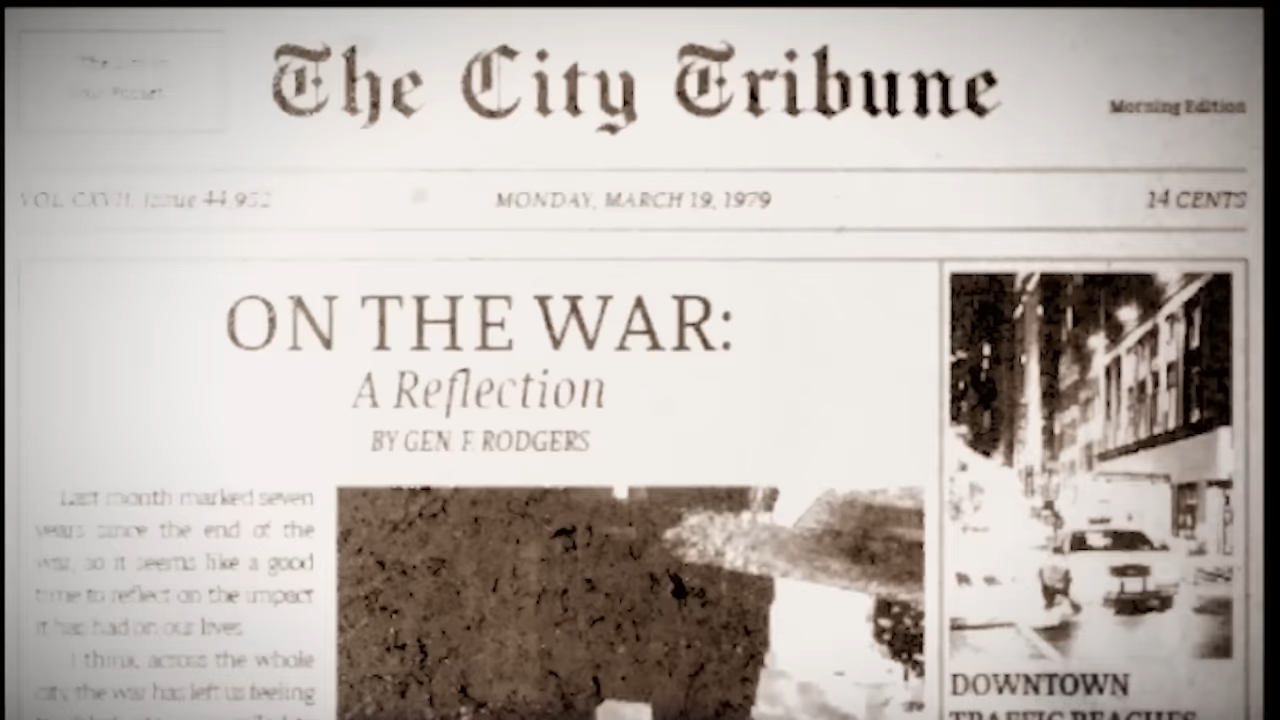 The City Tribune
Morning Edition
VOL. CXVII, Issue 44,952
MONDAY, MARCH 19, 1979
14 CENTS
ON THE WAR:
A Reflection
BY GEN. F. RODGERS
Last month marked seven
years since the end of the
war, so it seems like a good
time to reflect on the impact
it has had on our lives.
I think, across the whole
city, the war has left us feeling
DOWNTOWN
TRAFFIC REACHES